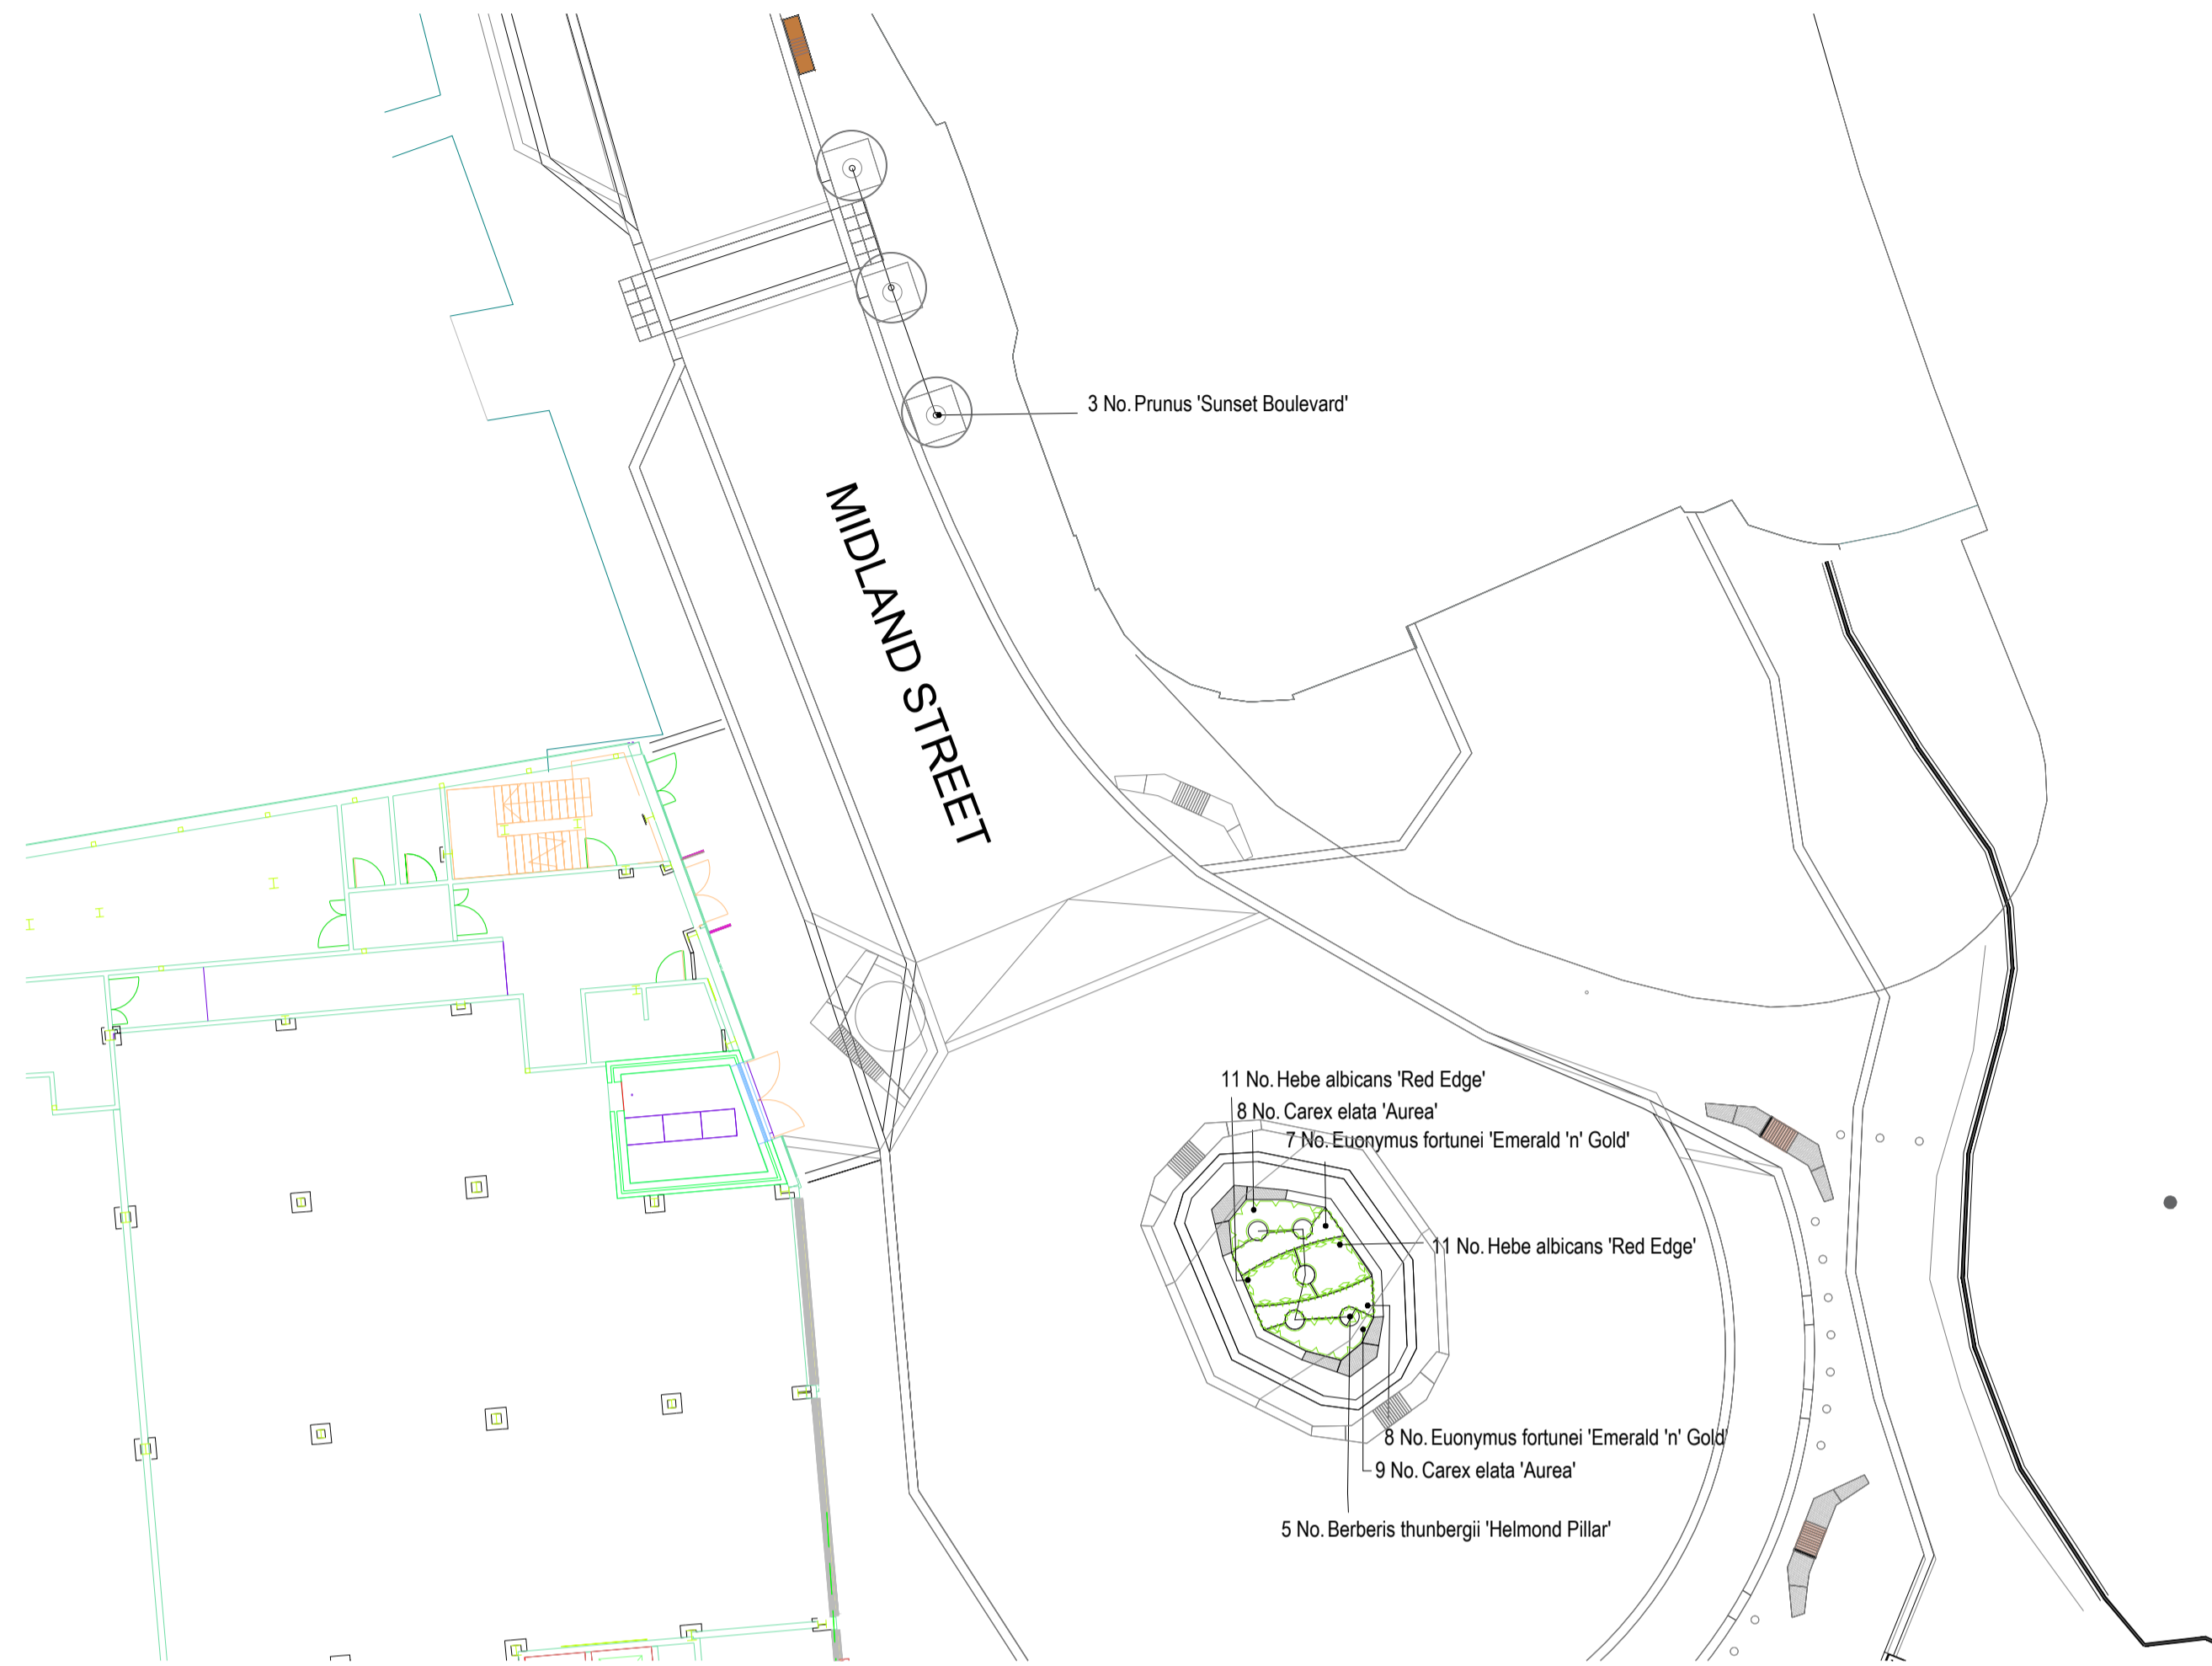 3 No. Prunus 'Sunset Boulevard'
MIDLAND STREET
11 No. Hebe albicans 'Red Edge'
8 No. Carex elata 'Aurea'
7 No. Euonymus fortunei 'Emerald 'n' Gold'
11 No. Hebe albicans 'Red Edge'
8 No. Euonymus fortunei 'Emerald 'n' Gold'
9 No. Carex elata 'Aurea'
5 No. Berberis thunbergii 'Helmond Pillar'